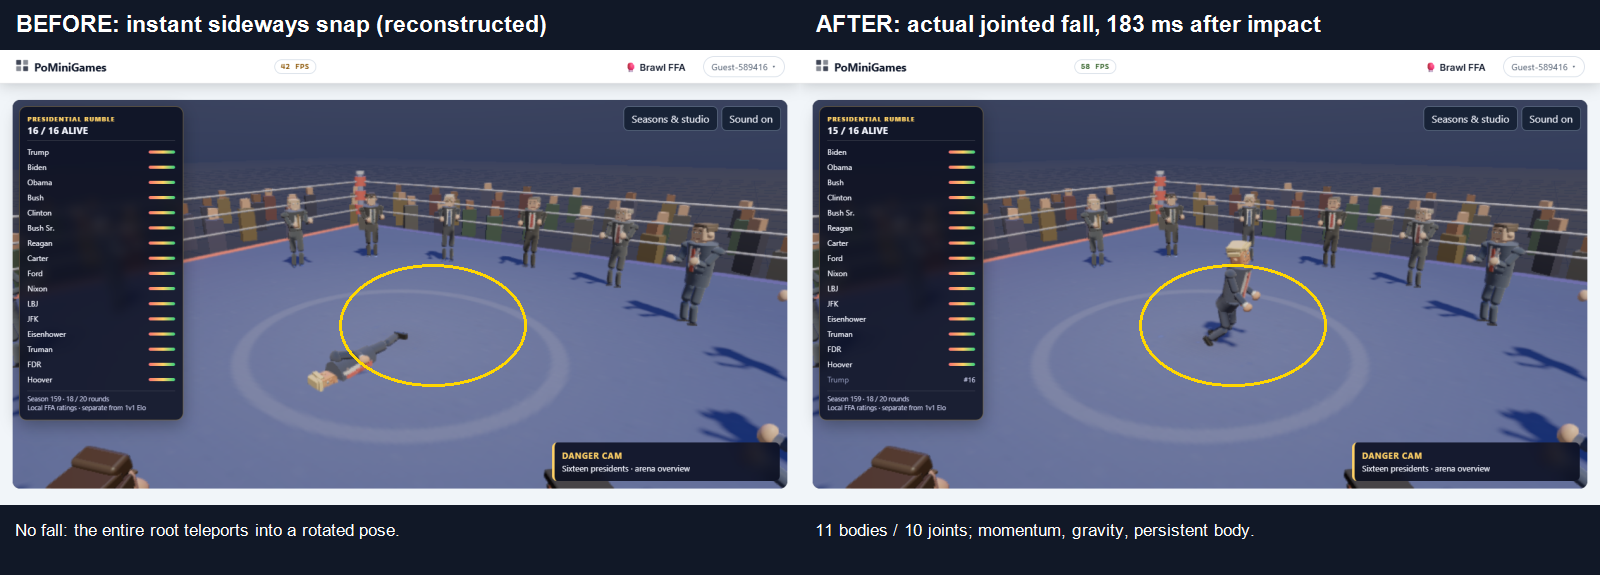 BEFORE: instant sideways snap (reconstructed)
PoMiniGames
42 FPS
Brawl FFA
Guest-589416
PRESIDENTIAL RUMBLE
16 / 16 ALIVE
Trump
Biden
Obama
Bush
Clinton
Bush Sr.
Reagan
Carter
Ford
Nixon
LBJ
JFK
Eisenhower
Truman
FDR
Hoover
Season 159 · 18 / 20 rounds
Local FFA ratings · separate from 1v1 Elo
Seasons & studio
Sound on
DANGER CAM
Sixteen presidents · arena overview
No fall: the entire root teleports into a rotated pose.
AFTER: actual jointed fall, 183 ms after impact
PoMiniGames
58 FPS
Brawl FFA
Guest-589416
PRESIDENTIAL RUMBLE
15 / 16 ALIVE
Biden
Obama
Bush
Clinton
Bush Sr.
Reagan
Carter
Ford
Nixon
LBJ
JFK
Eisenhower
Truman
FDR
Hoover
Trump #16
Season 159 · 18 / 20 rounds
Local FFA ratings · separate from 1v1 Elo
Seasons & studio
Sound on
DANGER CAM
Sixteen presidents · arena overview
11 bodies / 10 joints; momentum, gravity, persistent body.